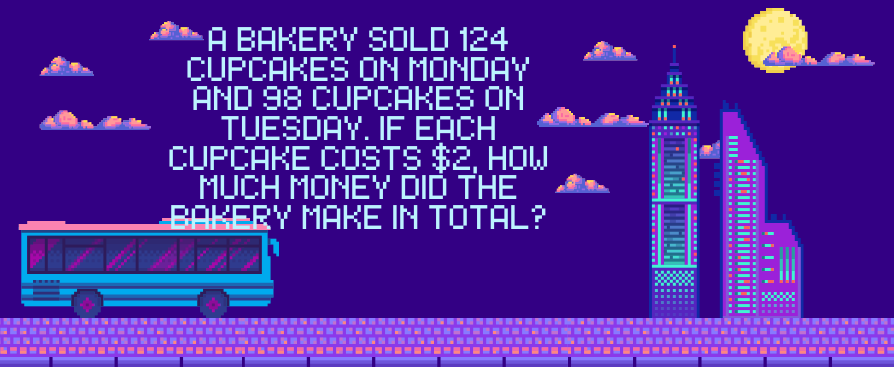 A BAKERY SOLD 124
CUPCAKES ON MONDAY
AND 98 CUPCAKES ON
TUESDAY. IF EACH
CUPCAKE COSTS $2, HOW
MUCH MONEY DID THE
BAKERY MAKE IN TOTAL?